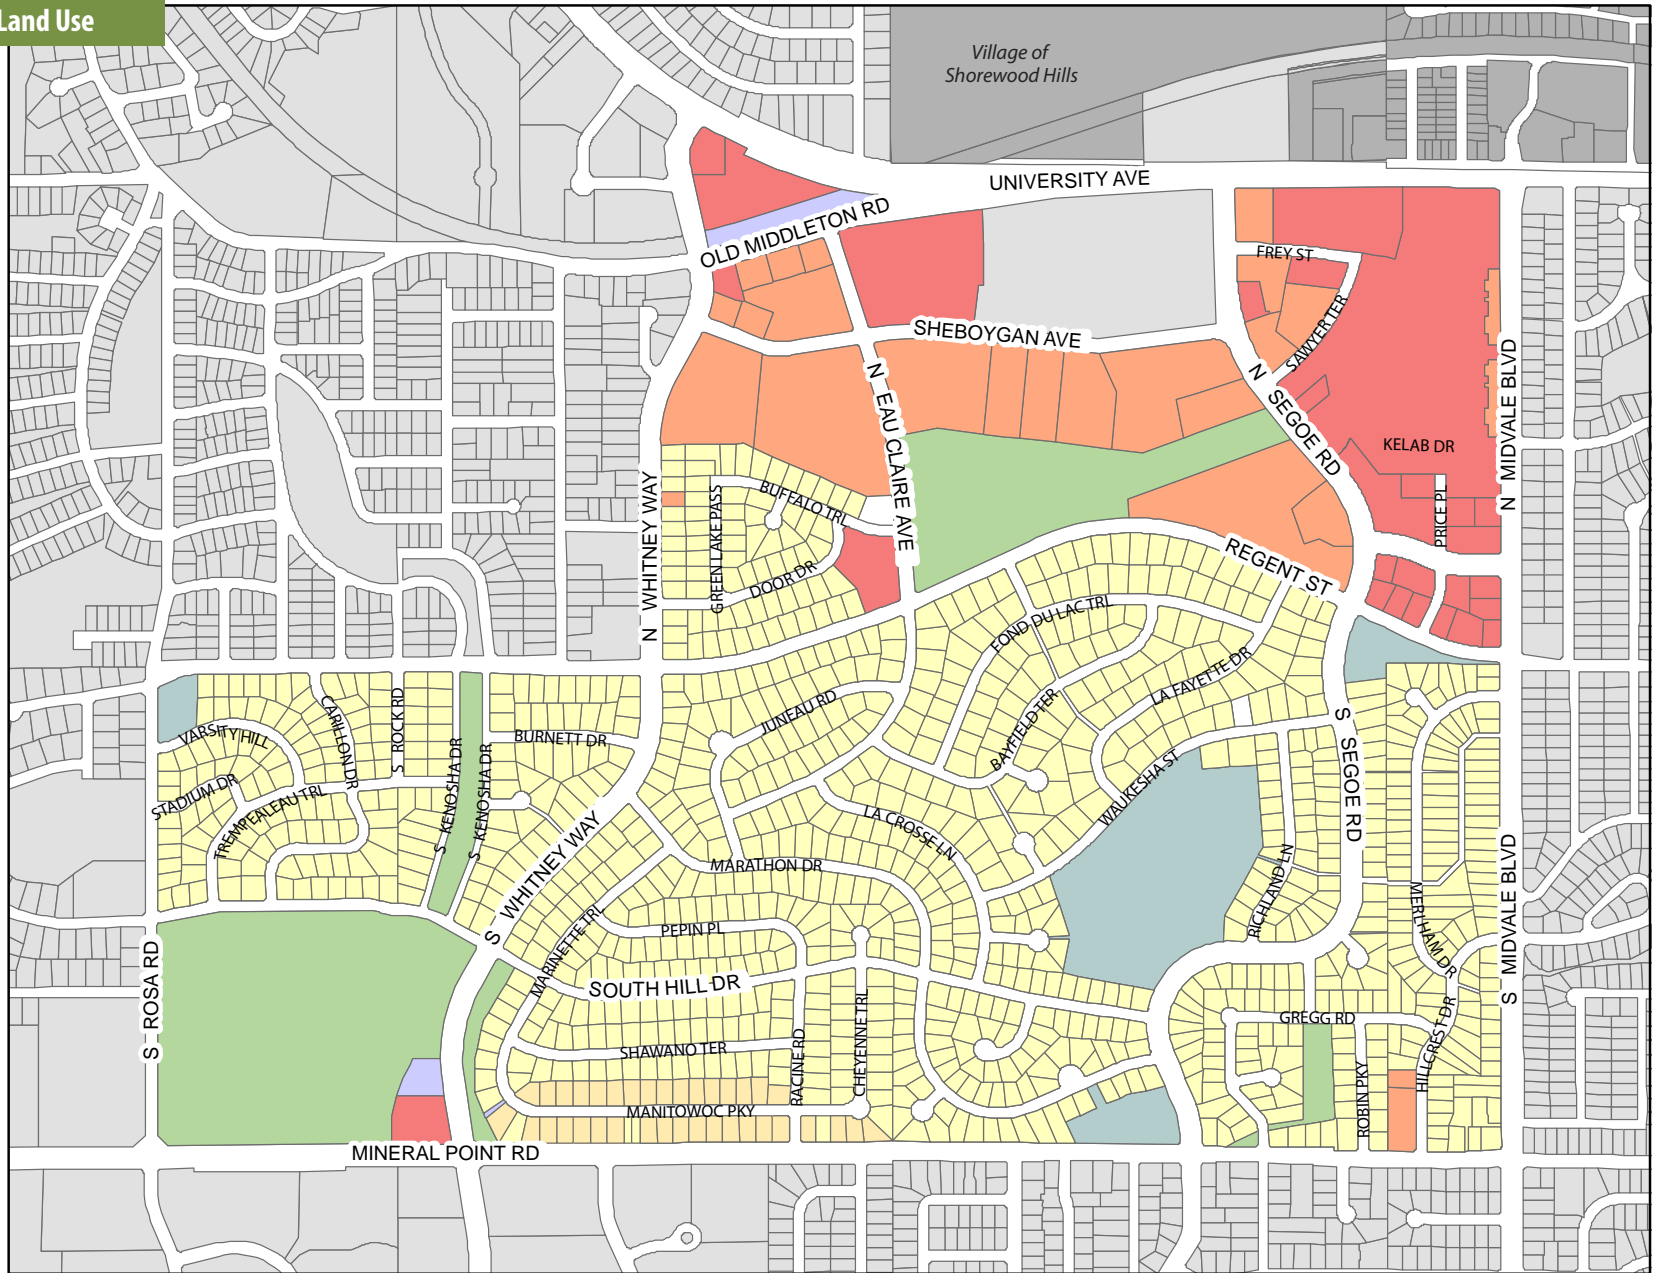 Land Use
Village of
Shorewood Hills
UNIVERSITY AVE
OLD MIDDLETON RD
FREY ST
SAWYER TER
SHEBOYGAN AVE
N EAU CLAIRE AVE
N SEGOE RD
N MIDVALE BLVD
KELAB DR
PRICE PL
N WHITNEY WAY
GREEN LAKE PASS
BUFFALO TRL
DOOR DR
REGENT ST
FOND DU LAC TRL
LA FAYETTE DR
JUNEAU RD
BAYFIELD TER
VARSITY HILL
CARILLON DR
S ROCK RD
S KENOSHA DR
S KENOSHA DR
BURNETT DR
STADIUM DR
TREMPEALEAU TRL
WAUKESHA ST
S SEGOE RD
LA CROSSE LN
S WHITNEY WAY
MARATHON DR
RICHLAND LN
MERLHAM DR
S MIDVALE BLVD
MARINETTE TRL
PEPIN PL
SOUTH HILL DR
S ROSA RD
SHAWANO TER
RACINE RD
CHEYENNE TRL
GREGG RD
HILLCREST DR
ROBIN PKY
MANITOWOC PKY
MINERAL POINT RD